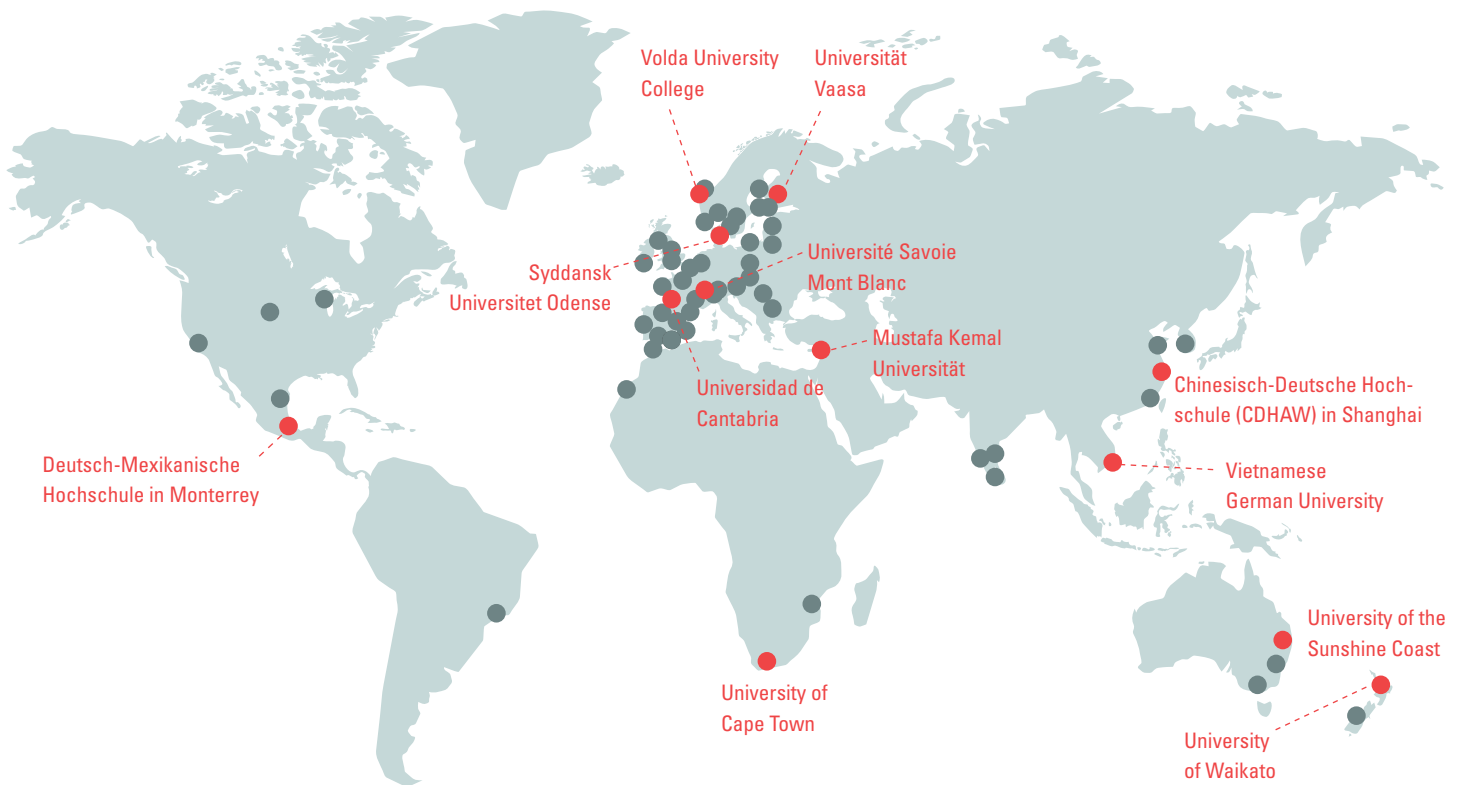 Volda University
College
Universität
Vaasa
Syddansk
Universitet Odense
Université Savoie
Mont Blanc
Mustafa Kemal
Universität
Universidad de
Cantabria
Chinesisch-Deutsche Hoch-
schule (CDHAW) in Shanghai
Deutsch-Mexikanische
Hochschule in Monterrey
Vietnamese
German University
University of the
Sunshine Coast
University of
Cape Town
University
of Waikato